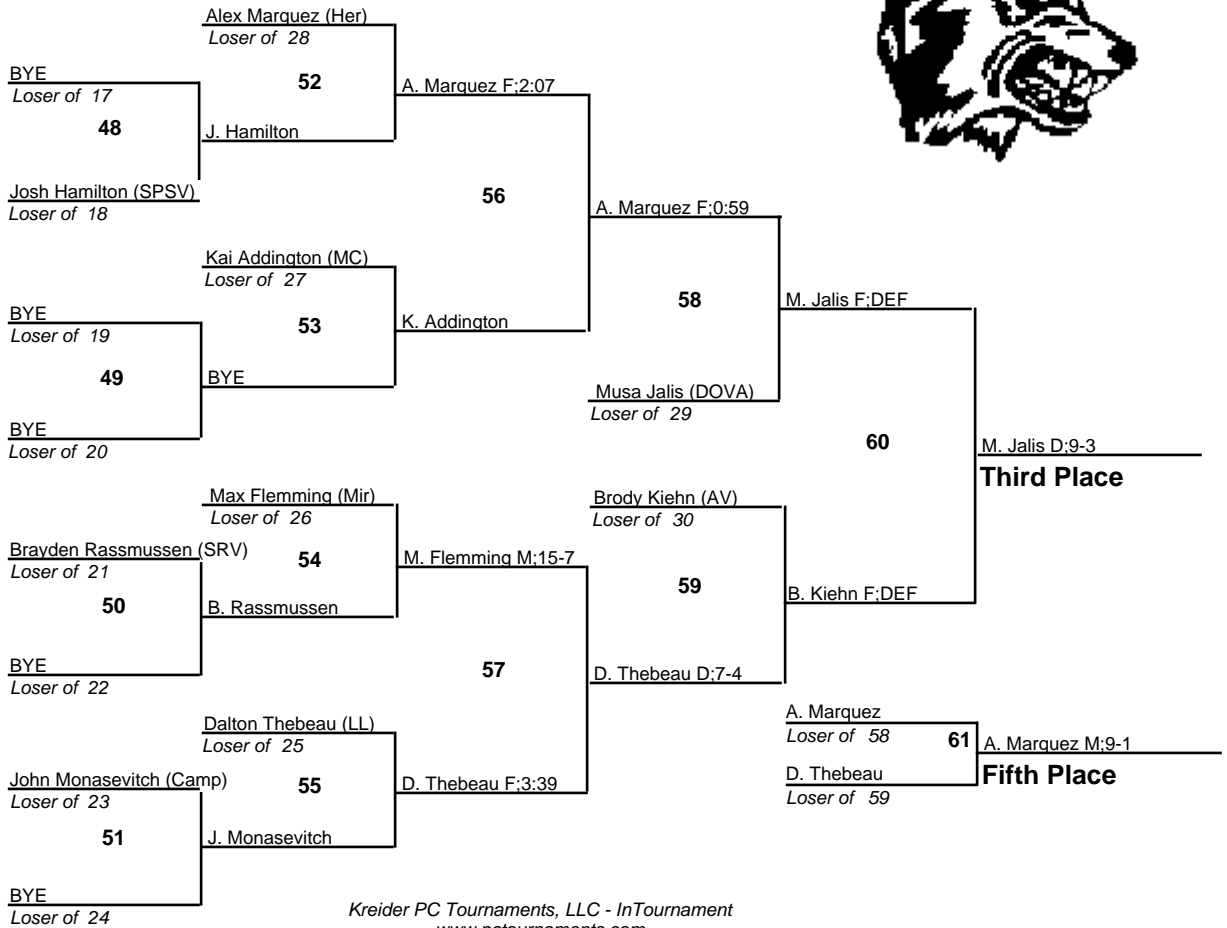 Alex Marquez (Her)
Loser of 28
BYE
Loser of 17
52
A. Marquez F;2:07
48
J. Hamilton
Josh Hamilton (SPSV)
Loser of 18
56
A. Marquez F;0:59
Kai Addington (MC)
Loser of 27
BYE
Loser of 19
53
K. Addington
58
M. Jalis F;DEF
49
BYE
Musa Jalis (DOVA)
Loser of 29
BYE
Loser of 20
60
M. Jalis D;9-3
Third Place
Max Flemming (Mir)
Loser of 26
Brody Kiehn (AV)
Loser of 30
Brayden Rassmussen (SRV)
Loser of 21
54
M. Flemming M;15-7
50
B. Rassmussen
59
B. Kiehn F;DEF
BYE
Loser of 22
57
D. Thebeau D;7-4
Dalton Thebeau (LL)
Loser of 25
A. Marquez
Loser of 58
61
A. Marquez M;9-1
Fifth Place
John Monasevitch (Camp)
Loser of 23
55
D. Thebeau F;3:39
D. Thebeau
Loser of 59
51
J. Monasevitch
BYE
Loser of 24
Kreider PC Tournaments, LLC - InTournament
www.pctournaments.com